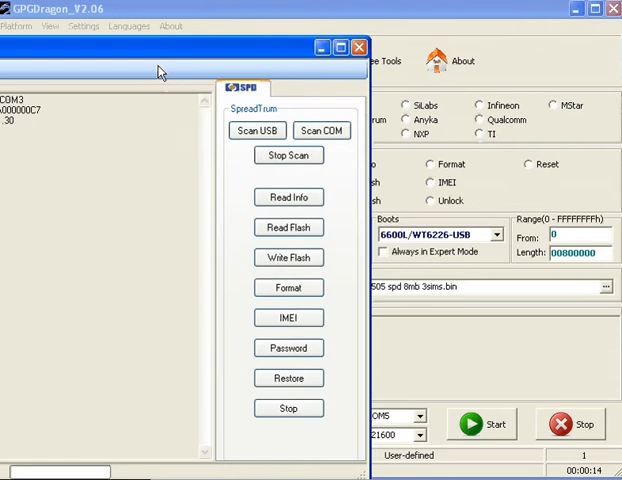 GPGDragon_V2.06
Platform View Settings Languages About
ee Tools About
COM3
A000000C7
.30
SPD
SpreadTrum
Scan USB Scan COM
Stop Scan
Read Info
Read Flash
Write Flash
Format
IMEI
Password
Restore
Stop
SiLabs Infineon MStar
rum Anyka Qualcomm
NXP TI
o Format Reset
sh IMEI
sh Unlock
Boots Range(0 - FFFFFFFFh)
6600L/WT6226-USB From: 0
Always in Expert Mode Length: 00800000
505 spd 8mb 3sims.bin ...
OM5
21600
Start Stop
User-defined 1
00:00:14